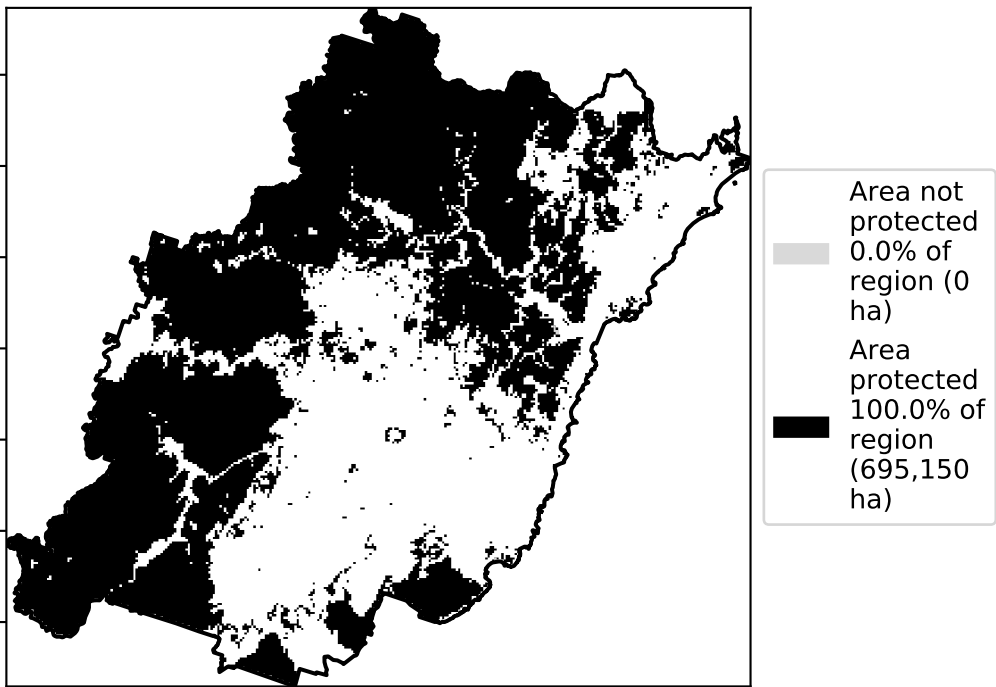 Area not
protected
0.0% of
region (0
ha)
Area
protected
100.0% of
region
(695,150
ha)